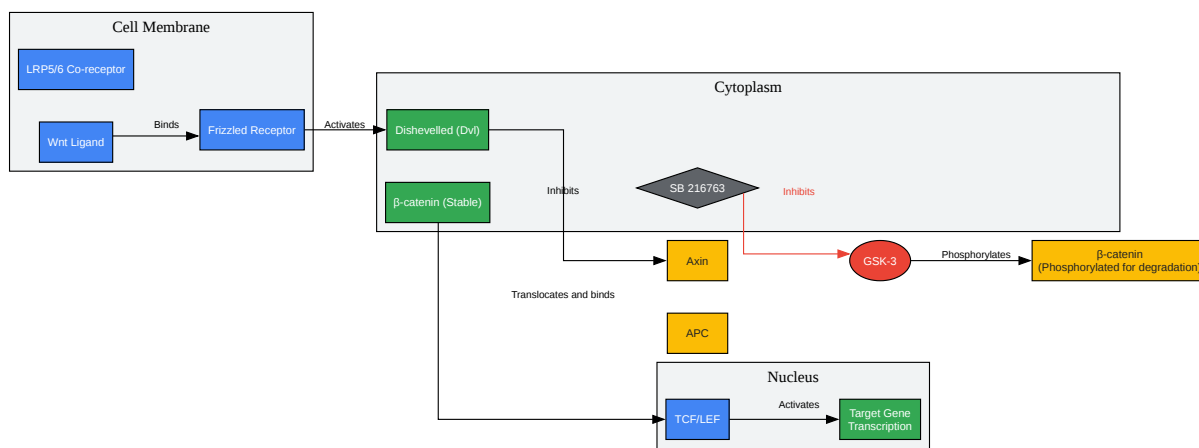 Cell Membrane
LRP5/6 Co-receptor
Wnt Ligand
Binds
Frizzled Receptor
Activates
Cytoplasm
Dishevelled (Dvl)
Inhibits
β-catenin (Stable)
SB 216763
Inhibits
Axin
GSK-3
Phosphorylates
β-catenin
(Phosphorylated for degradation)
Translocates and binds
APC
Nucleus
TCF/LEF
Activates
Target Gene
Transcription